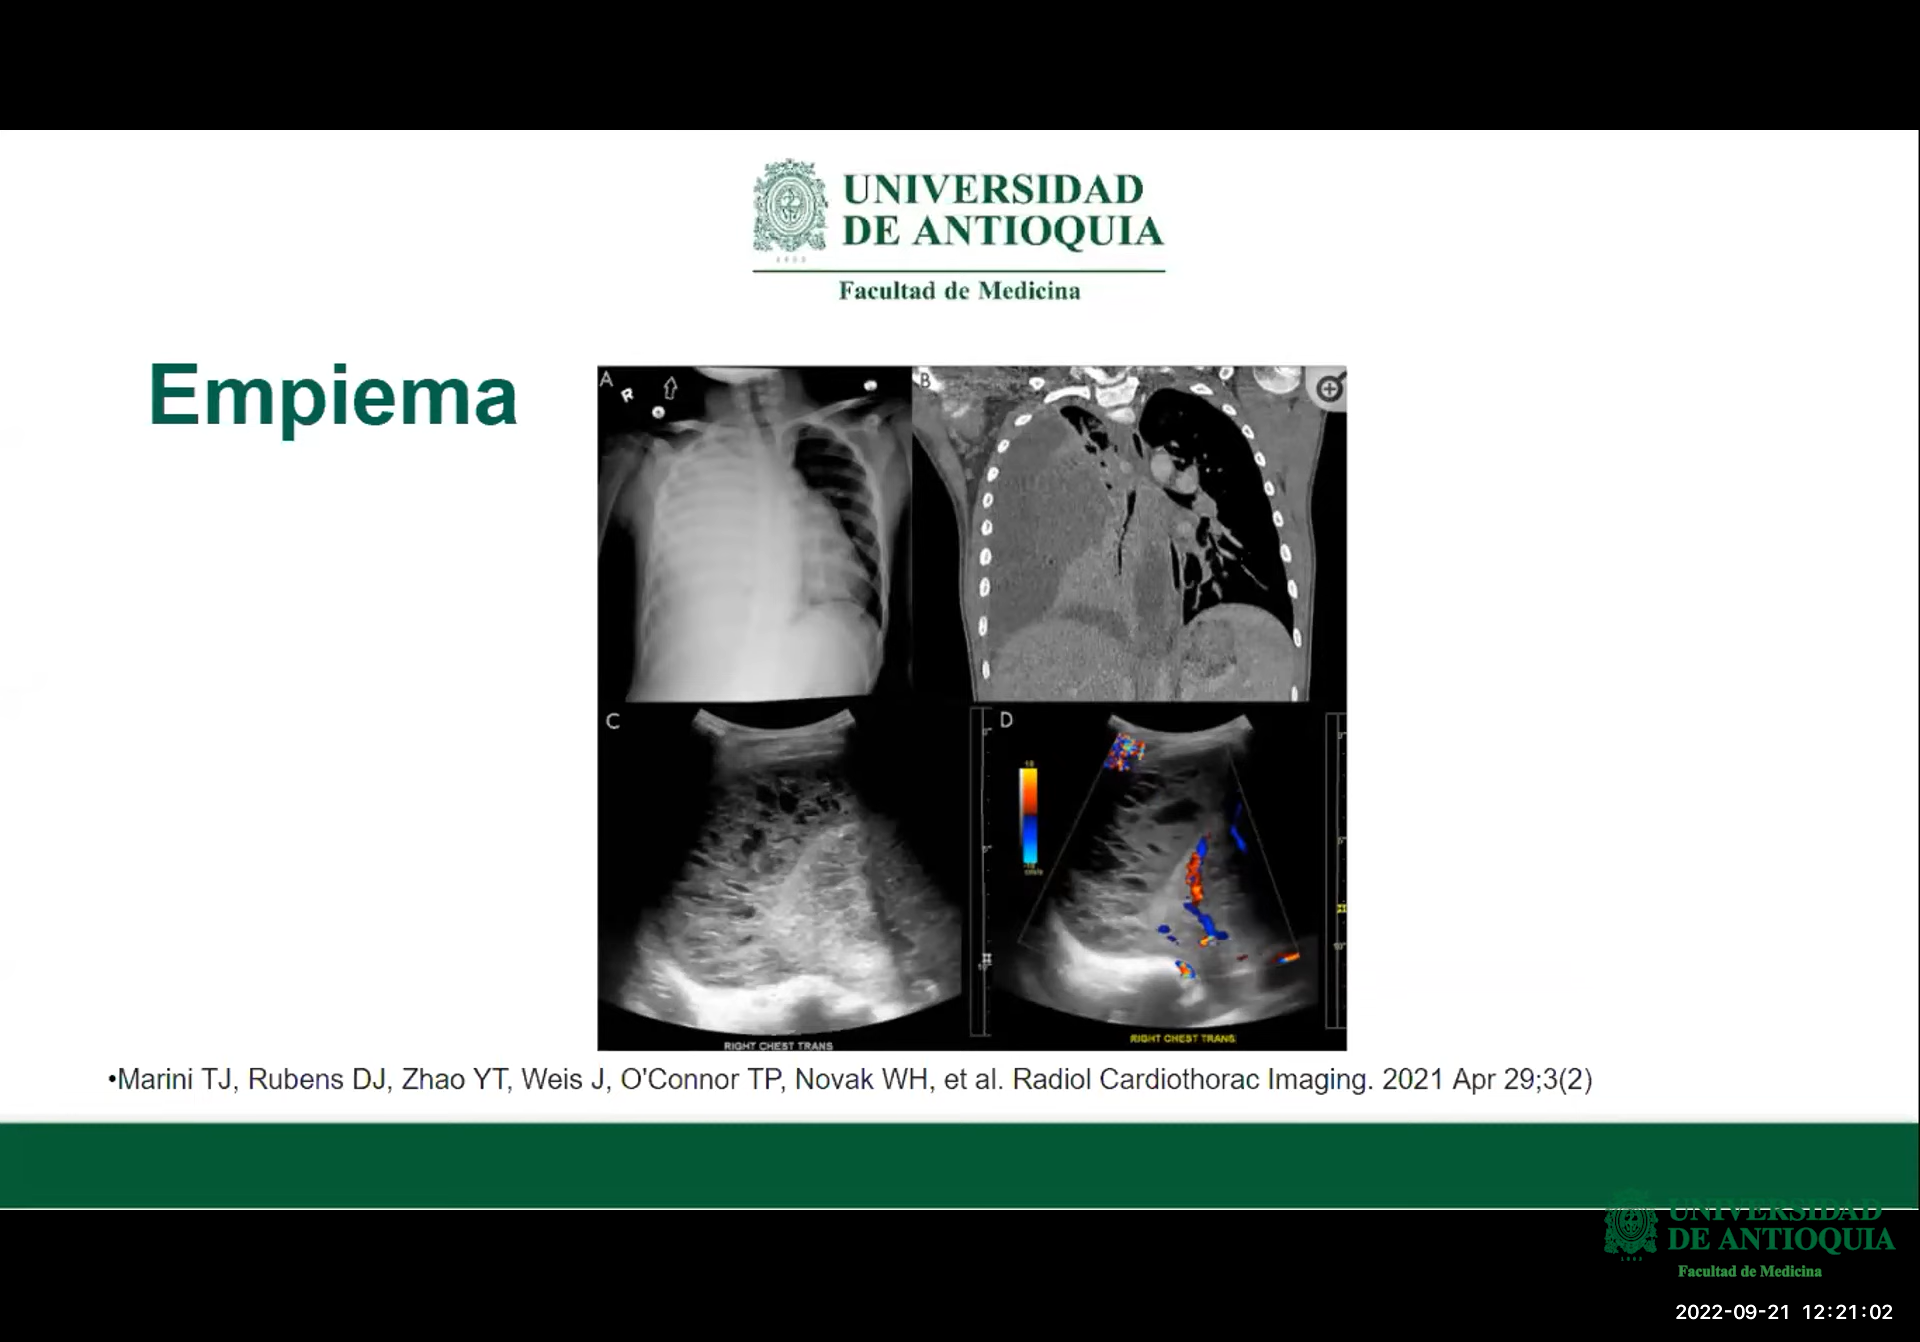 UNIVERSIDAD
DE ANTIOQUIA
1803
Facultad de Medicina
Empiema
A
R
B
C
D
RIGHT CHEST TRANS
RIGHT CHEST TRANS
•Marini TJ, Rubens DJ, Zhao YT, Weis J, O'Connor TP, Novak WH, et al. Radiol Cardiothorac Imaging. 2021 Apr 29;3(2)
UNIVERSIDAD
DE ANTIOQUIA
Facultad de Medicina
2022-09-21 12:21:02